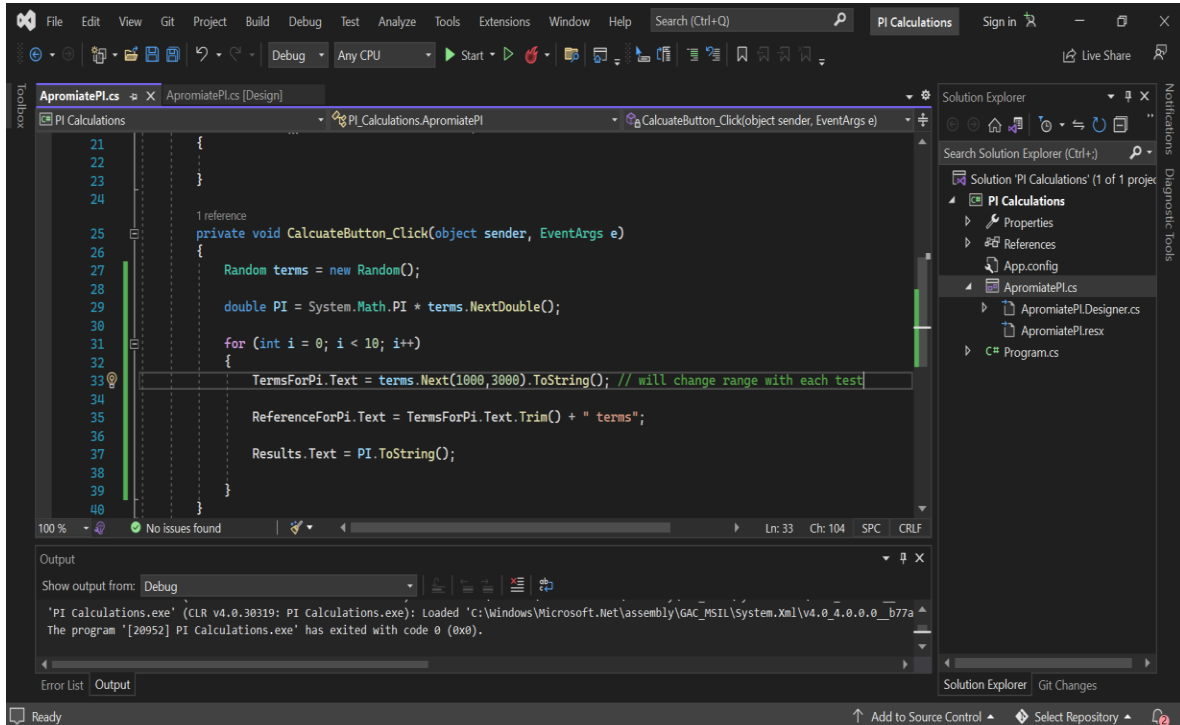 File Edit View Git Project Build Debug Test Analyze Tools Extensions Window Help Search (Ctrl+Q) PI Calculations Sign in
Debug Any CPU Start Live Share
Toolbox
ApromiatePI.cs ApromiatePI.cs [Design]
PI Calculations PI_Calculations.ApromiatePI CalcuateButton_Click(object sender, EventArgs e)
21 {
22
23 }
24
1 reference
25 private void CalcuateButton_Click(object sender, EventArgs e)
26 {
27 Random terms = new Random();
28
29 double PI = System.Math.PI * terms.NextDouble();
30
31 for (int i = 0; i < 10; i++)
32 {
33 TermsForPi.Text = terms.Next(1000,3000).ToString(); // will change range with each test
34
35 ReferenceForPi.Text = TermsForPi.Text.Trim() + " terms";
36
37 Results.Text = PI.ToString();
38
39 }
40 }
100 % No issues found Ln: 33 Ch: 104 SPC CRLF
Output
Show output from: Debug
'PI Calculations.exe' (CLR v4.0.30319: PI Calculations.exe): Loaded 'C:\Windows\Microsoft.Net\assembly\GAC_MSIL\System.Xml\v4.0_4.0.0.0__b77a
The program '[20952] PI Calculations.exe' has exited with code 0 (0x0).
Error List Output
Solution Explorer
Search Solution Explorer (Ctrl+;)
Solution 'PI Calculations' (1 of 1 projec
PI Calculations
Properties
References
App.config
ApromiatePI.cs
ApromiatePI.Designer.cs
ApromiatePI.resx
C# Program.cs
Solution Explorer Git Changes
Notifications
Diagnostic Tools
Ready Add to Source Control Select Repository 2